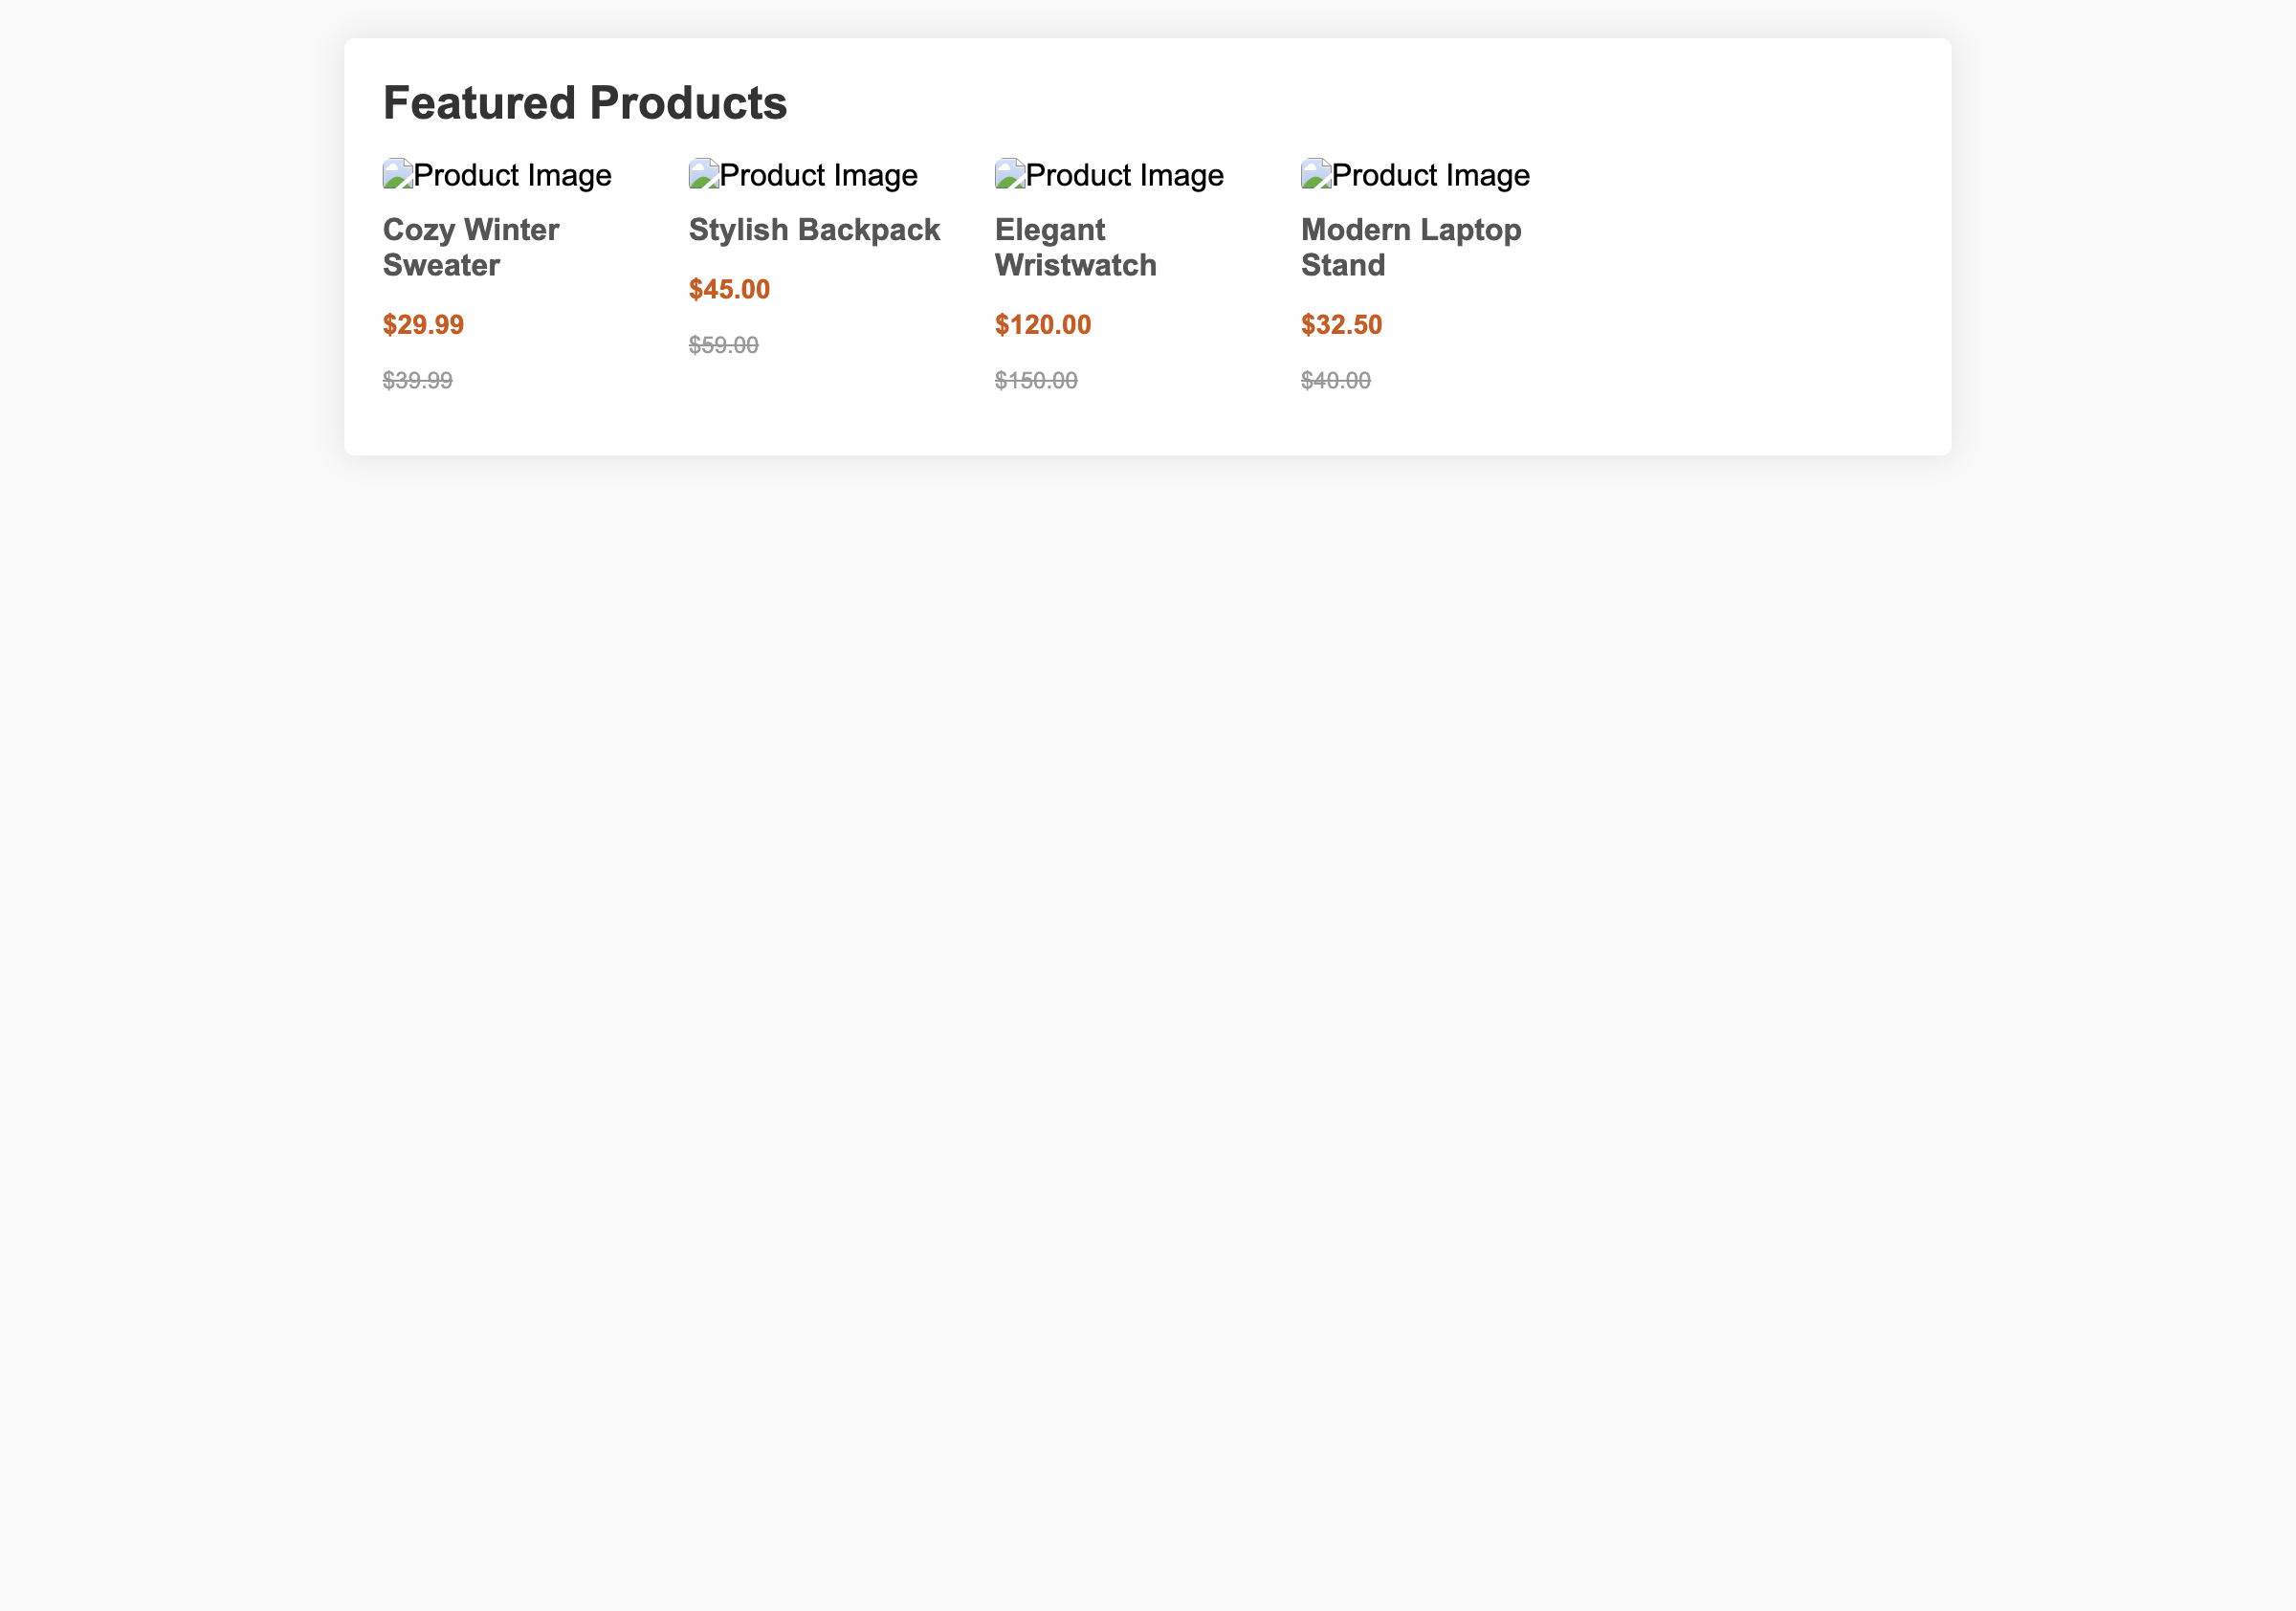 Featured Products
Product Image
Cozy Winter
Sweater
$29.99
$39.99
Product Image
Stylish Backpack
$45.00
$59.00
Product Image
Elegant
Wristwatch
$120.00
$150.00
Product Image
Modern Laptop
Stand
$32.50
$40.00